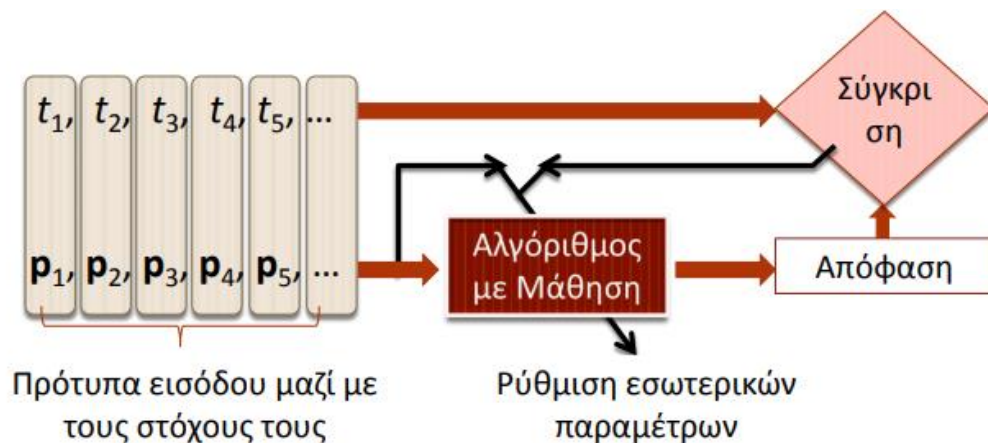 t₁, t₂, t₃, t₄, t₅, ...
Σύγκρι
ση
p₁, p₂, p₃, p₄, p₅, ...
Αλγόριθμος
με Μάθηση
Απόφαση
Πρότυπα εισόδου μαζί με
τους στόχους τους
Ρύθμιση εσωτερικών
παραμέτρων